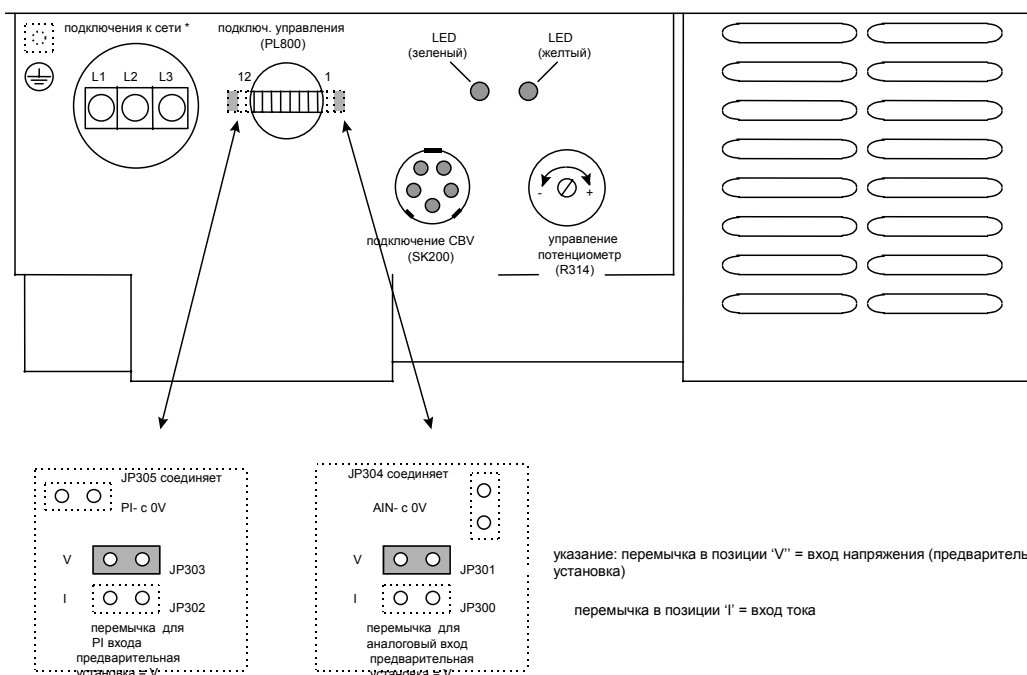 подключения к сети *
подключ. управления
(PL800)
LED
(зеленый)
LED
(желтый)
L1 L2 L3
12 1
- +
подключение CBV
(SK200)
управление
потенциометр
(R314)
JP305 соединяет
PI- с 0V
V
JP303
I
JP302
перемычка для
PI входа
предварительная
установка = V
JP304 соединяет
AIN- с 0V
V
JP301
I
JP300
перемычка для
аналоговый вход
предварительная
установка = V
указание: перемычка в позиции ‘V’’ = вход напряжения (предваритель
установка)
перемычка в позиции ‘I’ = вход тока